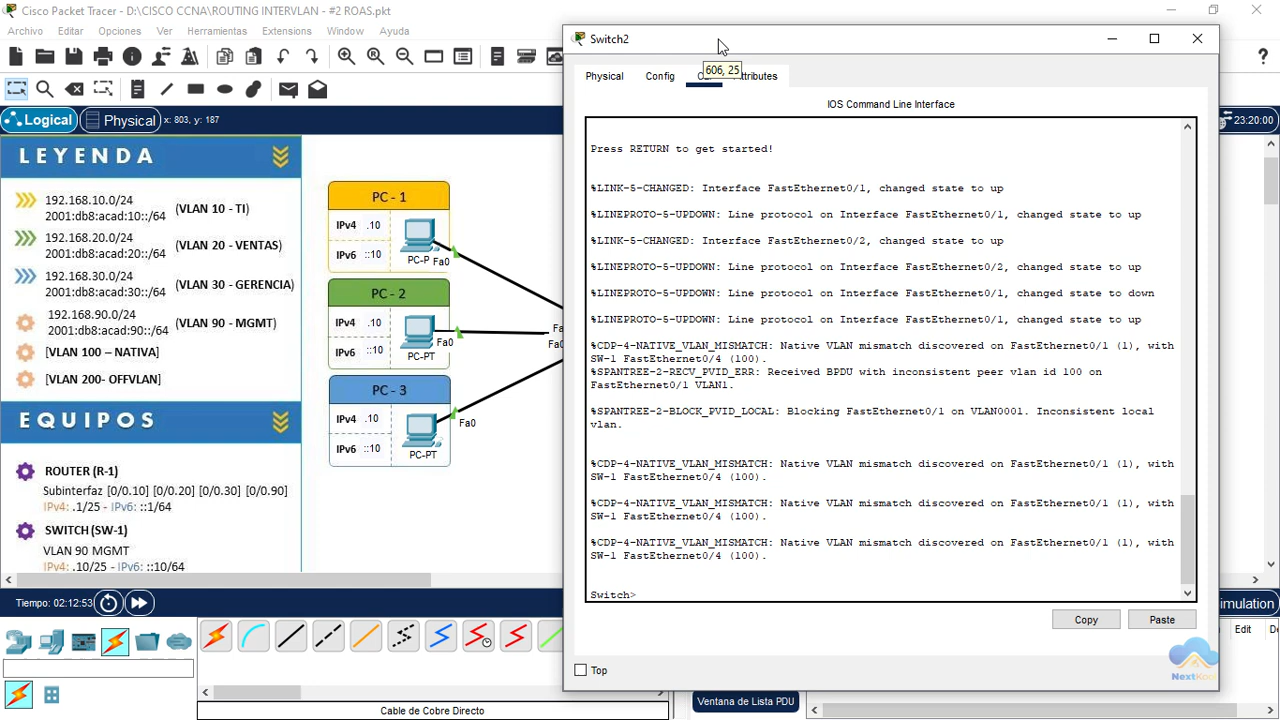 Cisco Packet Tracer - D:\CISCO CCNA\ROUTING INTERVLAN - #2 ROAS.pkt
Archivo Editar Opciones Ver Herramientas Extensions Window Ayuda
Logical Physical x: 803, y: 187
23:20:00
LEYENDA
192.168.10.0/24
2001:db8:acad:10::/64 (VLAN 10 - TI)
192.168.20.0/24
2001:db8:acad:20::/64 (VLAN 20 - VENTAS)
192.168.30.0/24
2001:db8:acad:30::/64 (VLAN 30 - GERENCIA)
192.168.90.0/24
2001:db8:acad:90::/64 (VLAN 90 - MGMT)
[VLAN 100 – NATIVA]
[VLAN 200- OFFVLAN]
EQUIPOS
ROUTER (R-1)
Subinterfaz [0/0.10] [0/0.20] [0/0.30] [0/0.90]
IPv4: .1/25 - IPv6: ::1/64
SWITCH (SW-1)
VLAN 90 MGMT
IPv4: .10/25 - IPv6: ::10/64
PC - 1
IPv4 .10
IPv6 ::10
PC-P Fa0
PC - 2
IPv4 .10
IPv6 ::10
Fa0
PC-PT
PC - 3
IPv4 .10
IPv6 ::10
Fa0
PC-PT
Fa
Fa0
Switch2
606, 25
Physical Config Attributes
IOS Command Line Interface
Press RETURN to get started!
%LINK-5-CHANGED: Interface FastEthernet0/1, changed state to up
%LINEPROTO-5-UPDOWN: Line protocol on Interface FastEthernet0/1, changed state to up
%LINK-5-CHANGED: Interface FastEthernet0/2, changed state to up
%LINEPROTO-5-UPDOWN: Line protocol on Interface FastEthernet0/2, changed state to up
%LINEPROTO-5-UPDOWN: Line protocol on Interface FastEthernet0/1, changed state to down
%LINEPROTO-5-UPDOWN: Line protocol on Interface FastEthernet0/1, changed state to up
%CDP-4-NATIVE_VLAN_MISMATCH: Native VLAN mismatch discovered on FastEthernet0/1 (1), with
SW-1 FastEthernet0/4 (100).
%SPANTREE-2-RECV_PVID_ERR: Received BPDU with inconsistent peer vlan id 100 on
FastEthernet0/1 VLAN1.
%SPANTREE-2-BLOCK_PVID_LOCAL: Blocking FastEthernet0/1 on VLAN0001. Inconsistent local
vlan.
%CDP-4-NATIVE_VLAN_MISMATCH: Native VLAN mismatch discovered on FastEthernet0/1 (1), with
SW-1 FastEthernet0/4 (100).
%CDP-4-NATIVE_VLAN_MISMATCH: Native VLAN mismatch discovered on FastEthernet0/1 (1), with
SW-1 FastEthernet0/4 (100).
%CDP-4-NATIVE_VLAN_MISMATCH: Native VLAN mismatch discovered on FastEthernet0/1 (1), with
SW-1 FastEthernet0/4 (100).
Switch>
Copy Paste
Top
Tiempo: 02:12:53
imulation
Edit D
Cable de Cobre Directo
Ventana de Lista PDU